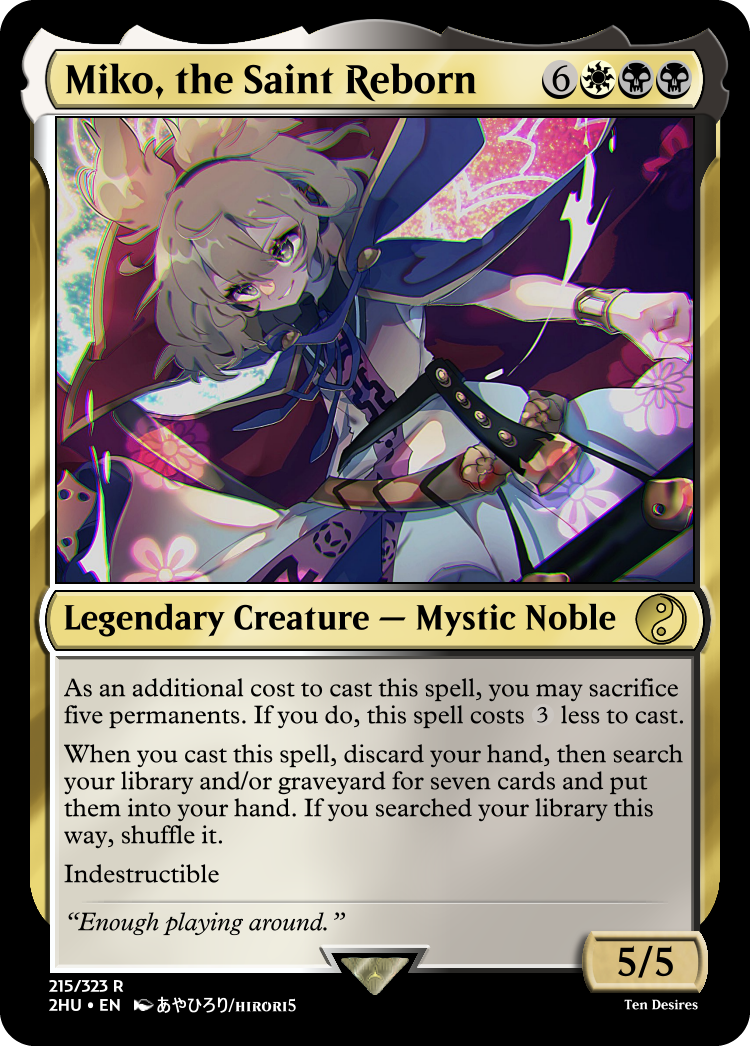 Miko, the Saint Reborn 6
Legendary Creature — Mystic Noble
As an additional cost to cast this spell, you may sacrifice
five permanents. If you do, this spell costs 3 less to cast.
When you cast this spell, discard your hand, then search
your library and/or graveyard for seven cards and put
them into your hand. If you searched your library this
way, shuffle it.
Indestructible
“Enough playing around.”
5/5
215/323 R
2HU • EN あやひろり/HIRORI5
Ten Desires